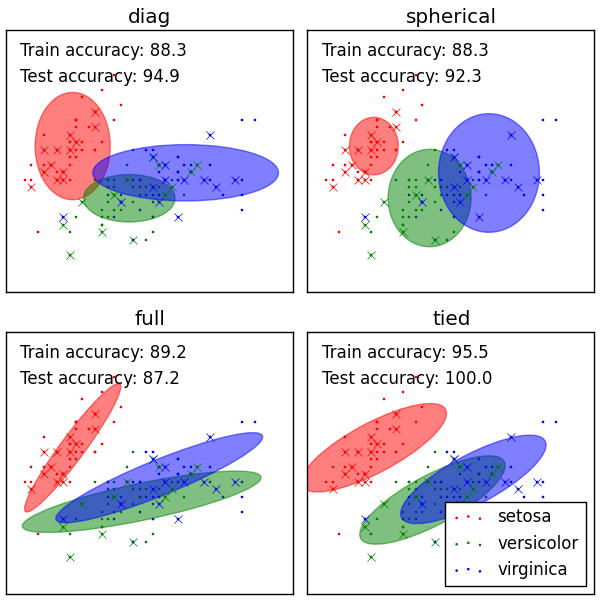 diag
Train accuracy: 88.3
Test accuracy: 94.9
spherical
Train accuracy: 88.3
Test accuracy: 92.3
full
Train accuracy: 89.2
Test accuracy: 87.2
tied
Train accuracy: 95.5
Test accuracy: 100.0
setosa
versicolor
virginica